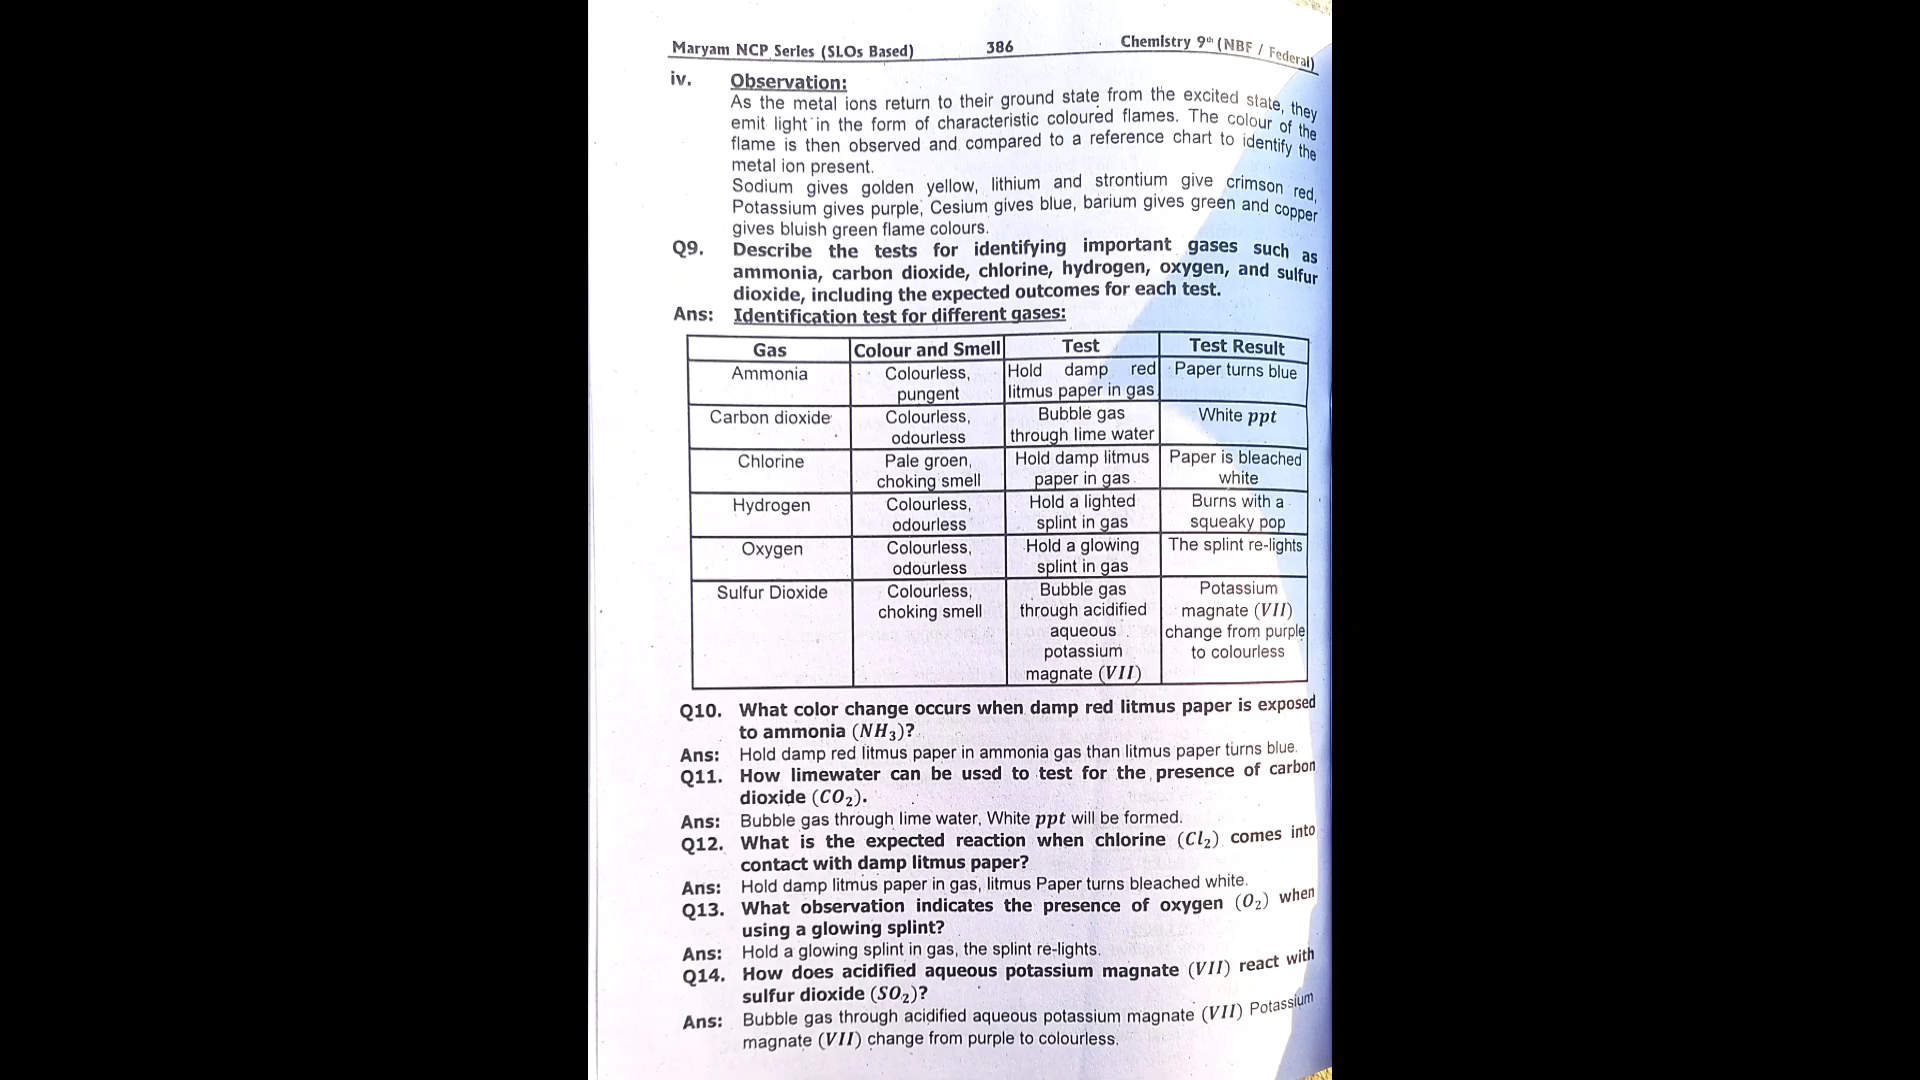 Maryam NCP Series (SLOs Based) 386 Chemistry 9th (NBF / Federal)
iv. Observation:
As the metal ions return to their ground state from the excited state, they
emit light in the form of characteristic coloured flames. The colour of the
flame is then observed and compared to a reference chart to identify the
metal ion present.
Sodium gives golden yellow, lithium and strontium give crimson red,
Potassium gives purple, Cesium gives blue, barium gives green and copper
gives bluish green flame colours.
Q9. Describe the tests for identifying important gases such as
ammonia, carbon dioxide, chlorine, hydrogen, oxygen, and sulfur
dioxide, including the expected outcomes for each test.
Ans: Identification test for different gases:
Gas Colour and Smell Test Test Result
Ammonia Colourless, Hold damp red Paper turns blue
pungent litmus paper in gas
Carbon dioxide Colourless, Bubble gas White ppt
odourless through lime water
Chlorine Pale groen, Hold damp litmus Paper is bleached
choking smell paper in gas white
Hydrogen Colourless, Hold a lighted Burns with a
odourless splint in gas squeaky pop
Oxygen Colourless, Hold a glowing The splint re-lights
odourless splint in gas
Sulfur Dioxide Colourless, Bubble gas Potassium
choking smell through acidified magnate (VII)
aqueous change from purple
potassium to colourless
magnate (VII)
Q10. What color change occurs when damp red litmus paper is exposed
to ammonia (NH₃)?
Ans: Hold damp red litmus paper in ammonia gas than litmus paper turns blue.
Q11. How limewater can be used to test for the presence of carbon
dioxide (CO₂).
Ans: Bubble gas through lime water, White ppt will be formed.
Q12. What is the expected reaction when chlorine (Cl₂) comes into
contact with damp litmus paper?
Ans: Hold damp litmus paper in gas, litmus Paper turns bleached white.
Q13. What observation indicates the presence of oxygen (O₂) when
using a glowing splint?
Ans: Hold a glowing splint in gas, the splint re-lights.
Q14. How does acidified aqueous potassium magnate (VII) react with
sulfur dioxide (SO₂)?
Ans: Bubble gas through acidified aqueous potassium magnate (VII) Potassium
magnate (VII) change from purple to colourless.